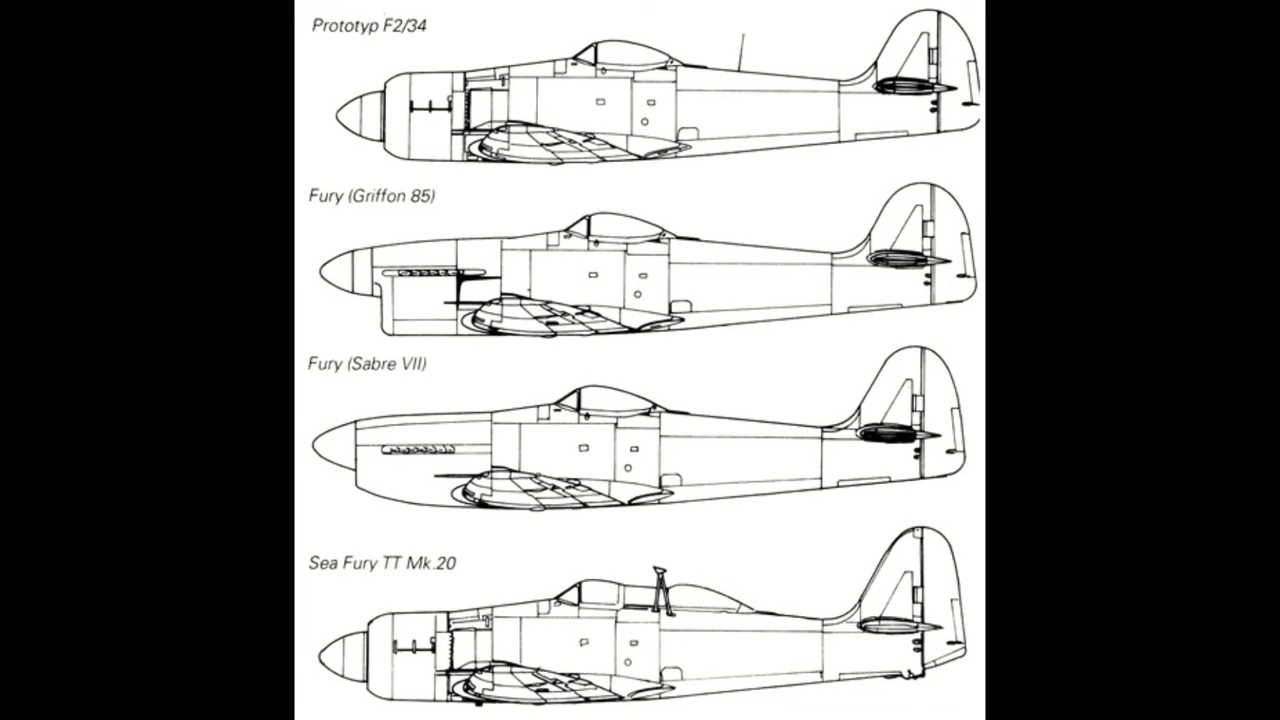 Prototyp F2/34
Fury (Griffon 85)
Fury (Sabre VII)
Sea Fury TT Mk.20